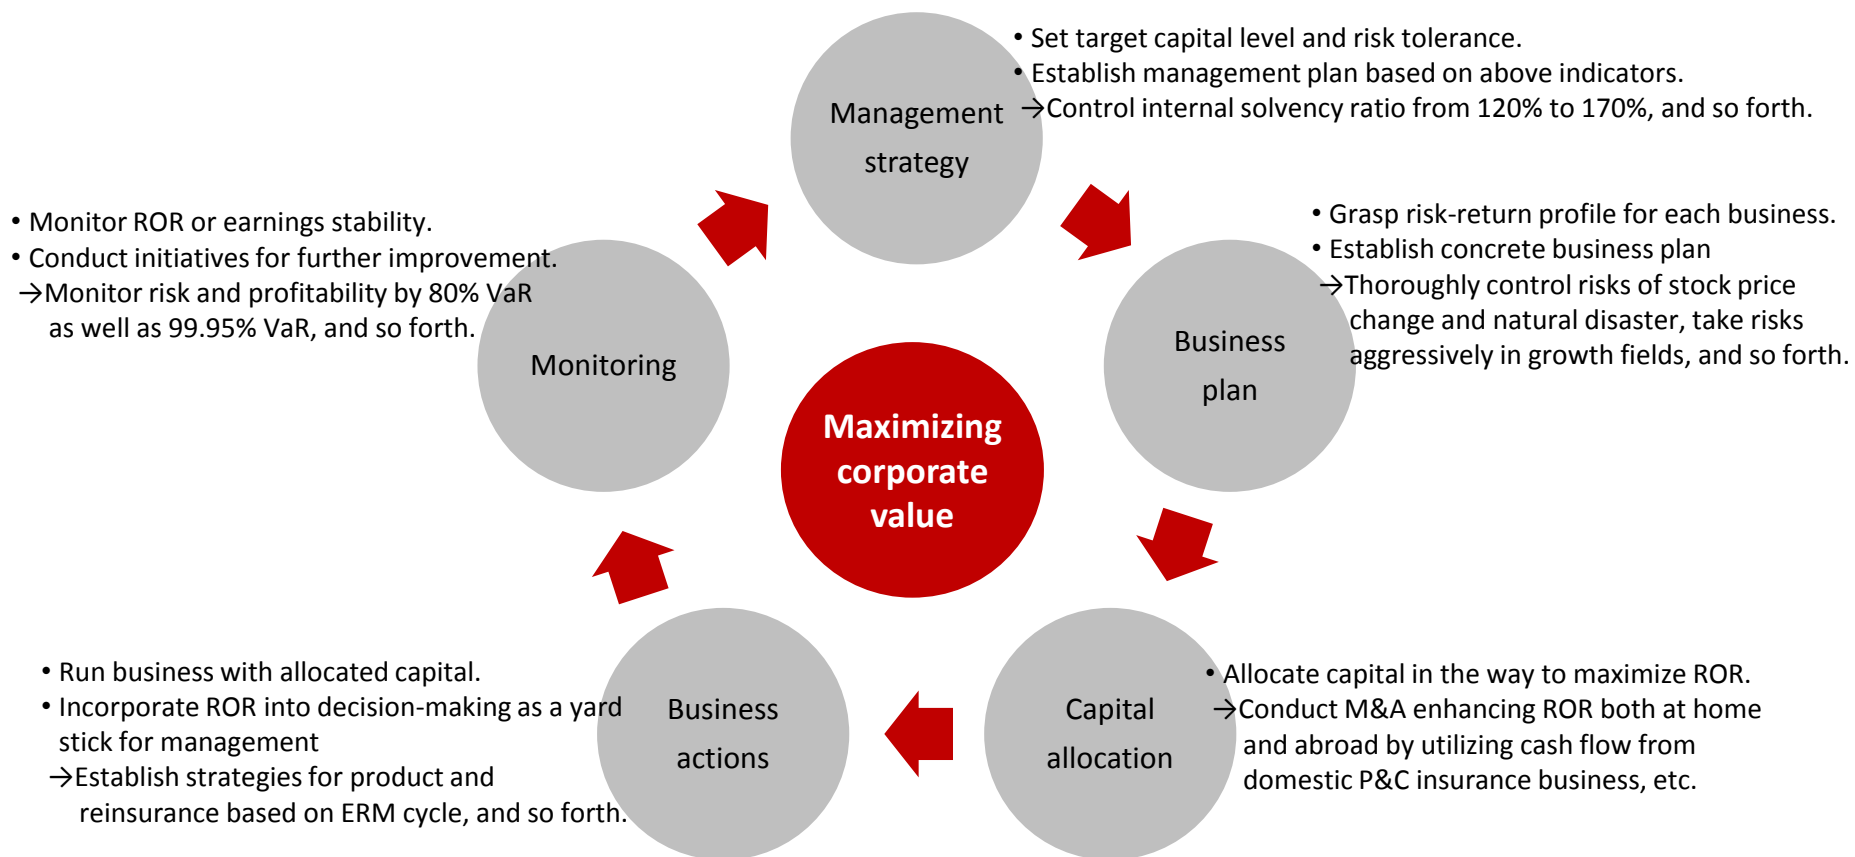 Management
strategy
• Set target capital level and risk tolerance.
• Establish management plan based on above indicators.
→Control internal solvency ratio from 120% to 170%, and so forth.
Business
plan
• Grasp risk-return profile for each business.
• Establish concrete business plan
→Thoroughly control risks of stock price
change and natural disaster, take risks
aggressively in growth fields, and so forth.
Capital
allocation
• Allocate capital in the way to maximize ROR.
→Conduct M&A enhancing ROR both at home
and abroad by utilizing cash flow from
domestic P&C insurance business, etc.
Business
actions
• Run business with allocated capital.
• Incorporate ROR into decision-making as a yard
stick for management
→Establish strategies for product and
reinsurance based on ERM cycle, and so forth.
Monitoring
• Monitor ROR or earnings stability.
• Conduct initiatives for further improvement.
→Monitor risk and profitability by 80% VaR
as well as 99.95% VaR, and so forth.
Maximizing
corporate
value